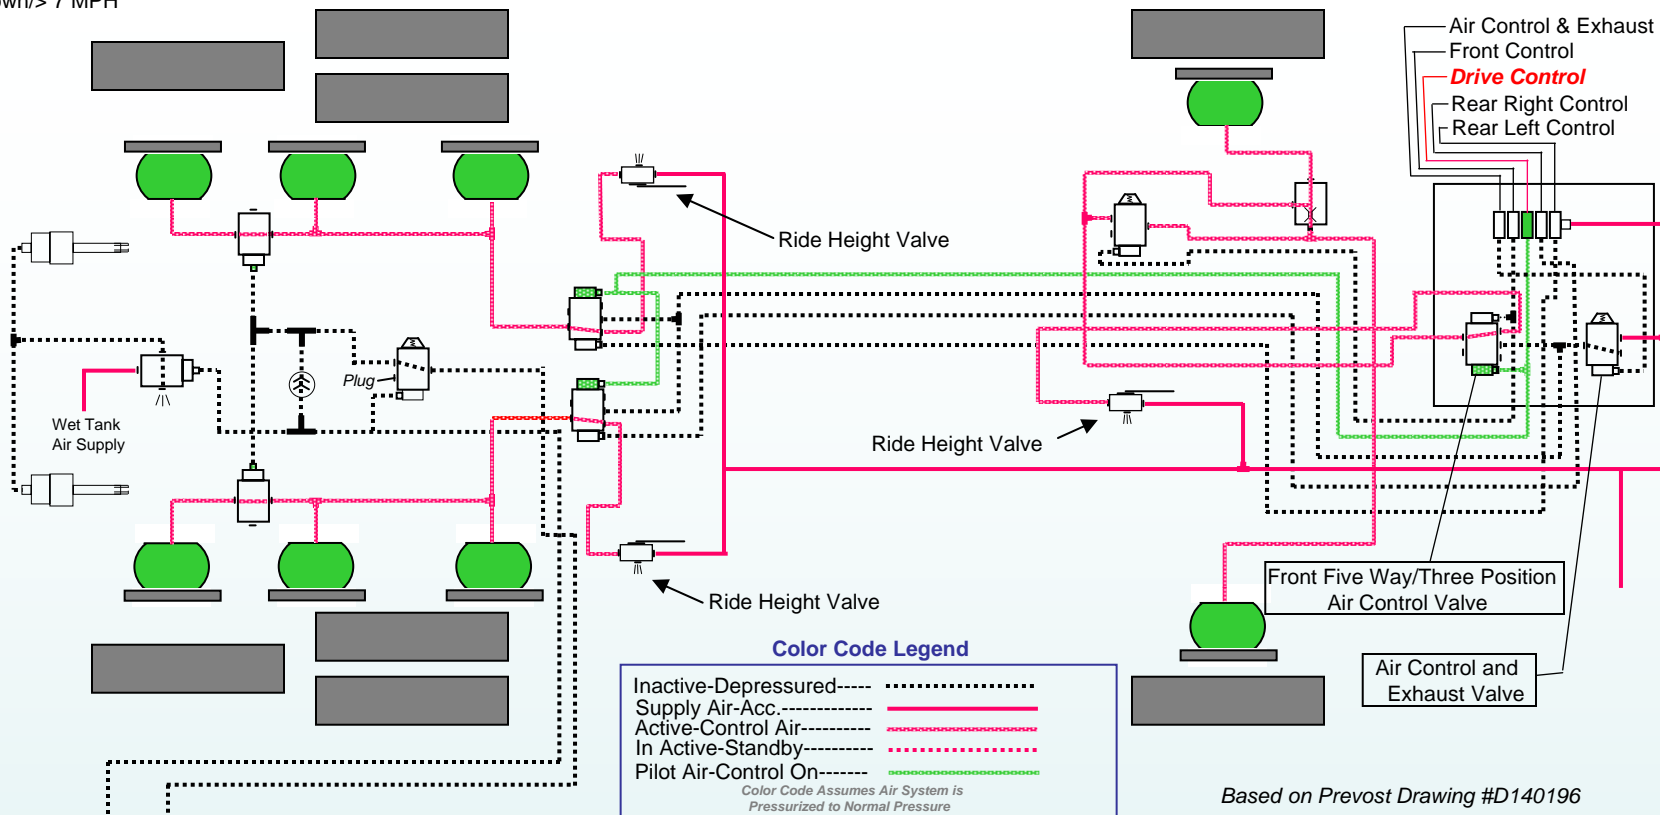 own/> 7 MPH
Air Control & Exhaust
Front Control
Drive Control
Rear Right Control
Rear Left Control
Ride Height Valve
Plug
Wet Tank
Air Supply
Ride Height Valve
Ride Height Valve
Front Five Way/Three Position
Air Control Valve
Air Control and
Exhaust Valve
Color Code Legend
Inactive-Depressured-----
Supply Air-Acc.-------------
Active-Control Air----------
In Active-Standby----------
Pilot Air-Control On-------
Color Code Assumes Air System is
Pressurized to Normal Pressure
Based on Prevost Drawing #D140196